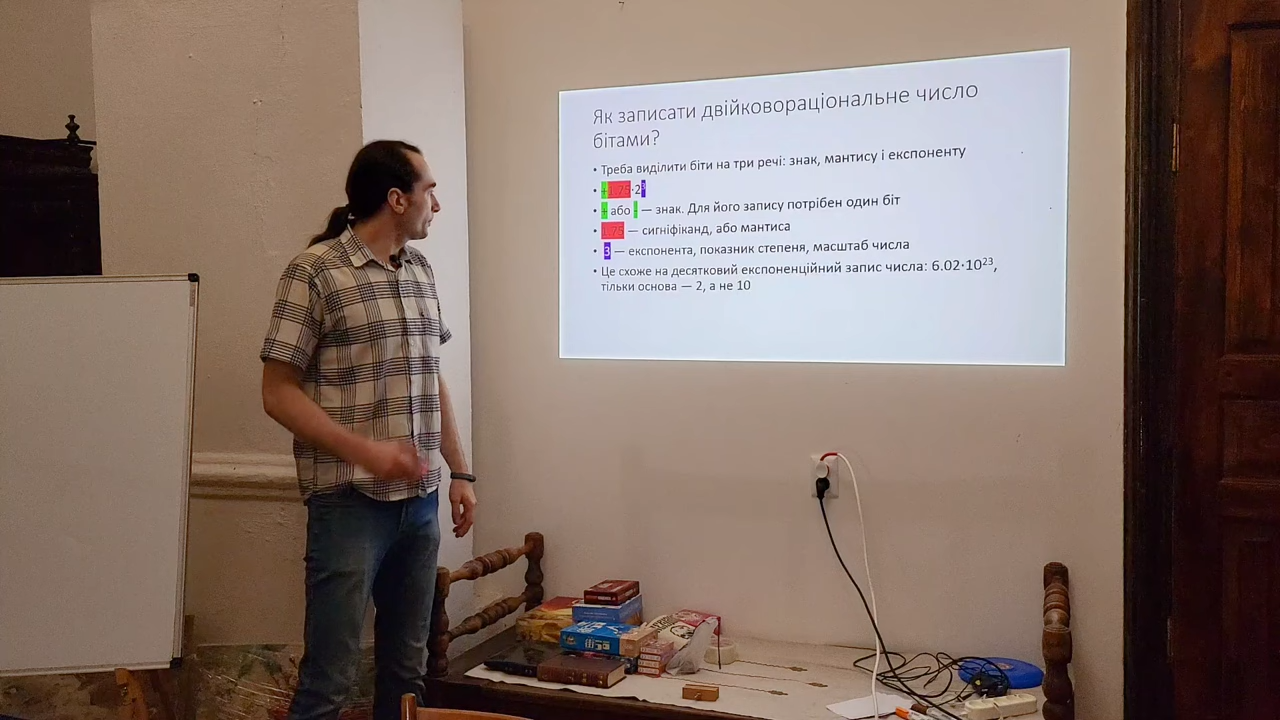 Як записати двійковораціональне число
бітами?
• Треба виділити біти на три речі: знак, мантису і експоненту
• +1.75·2³
• + або - — знак. Для його запису потрібен один біт
• 1.75 — сигніфіканд, або мантиса
• 3 — експонента, показник степеня, масштаб числа
• Це схоже на десятковий експоненційний запис числа: 6.02·10²³,
тільки основа — 2, а не 10